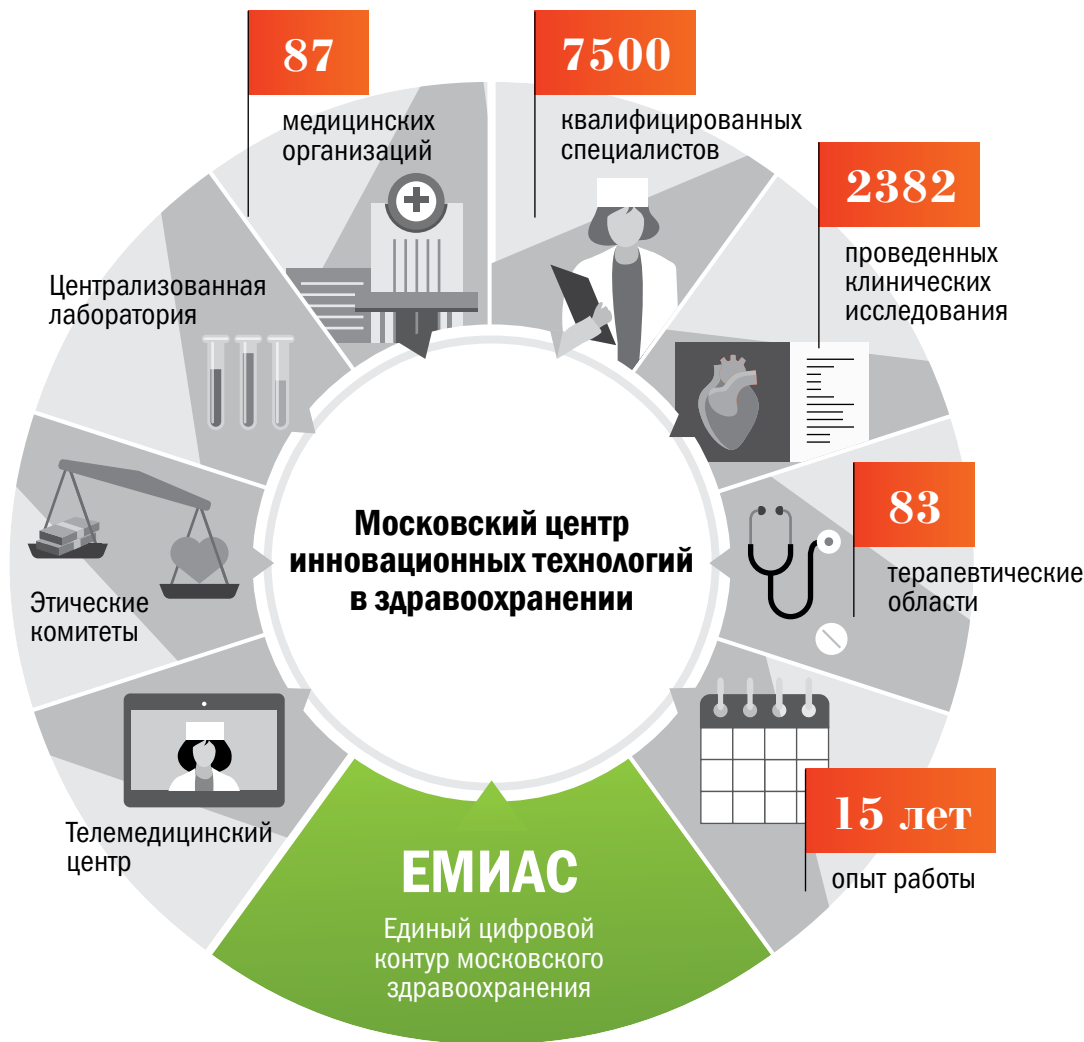 87
медицинских
организаций
7500
квалифицированных
специалистов
2382
проведенных
клинических
исследования
83
терапевтические
области
15 лет
опыт работы
ЕМИАС
Единый цифровой
контур московского
здравоохранения
Телемедицинский
центр
Этические
комитеты
Централизованная
лаборатория
Московский центр
инновационных технологий
в здравоохранении